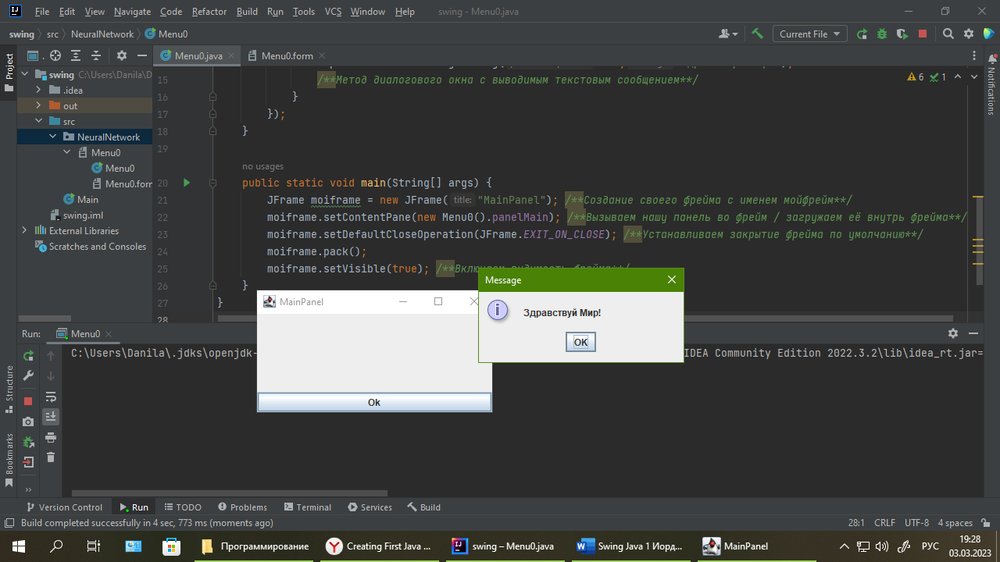 File Edit View Navigate Code Refactor Build Run Tools VCS Window Help swing - Menu0.java
swing src NeuralNetwork Menu0 Current File
Project
Menu0.java Menu0.form
swing C:\Users\Danila\D
.idea
out
src
NeuralNetwork
Menu0
Menu0
Menu0.form
Main
swing.iml
External Libraries
Scratches and Consoles
6 1
Notifications
15 /**Метод диалогового окна с выводимым текстовым сообщением**/
16 }
17 });
18 }
19
no usages
20 public static void main(String[] args) {
21 JFrame moiframe = new JFrame( title: "MainPanel"); /**Создание своего фрейма с именем мойфрейм**/
22 moiframe.setContentPane(new Menu0().panelMain); /**Вызываем нашу панель во фрейм / загружаем её внутрь фрейма**/
23 moiframe.setDefaultCloseOperation(JFrame.EXIT_ON_CLOSE); /**Устанавливаем закрытие фрейма по умолчанию**/
24 moiframe.pack();
25 moiframe.setVisible(true); /**
26 }
27 }
28
Message
Здравствуй Мир!
OK
MainPanel
Ok
Run: Menu0
C:\Users\Danila\.jdks\openjdk- IDEA Community Edition 2022.3.2\lib\idea_rt.jar=
Structure
Bookmarks
Version Control Run TODO Problems Terminal Services Build
Build completed successfully in 4 sec, 773 ms (moments ago) 28:1 CRLF UTF-8 4 spaces
Программирование Creating First Java ... swing – Menu0.java Swing Java 1 Иорд... MainPanel РУС 19:28
03.03.2023